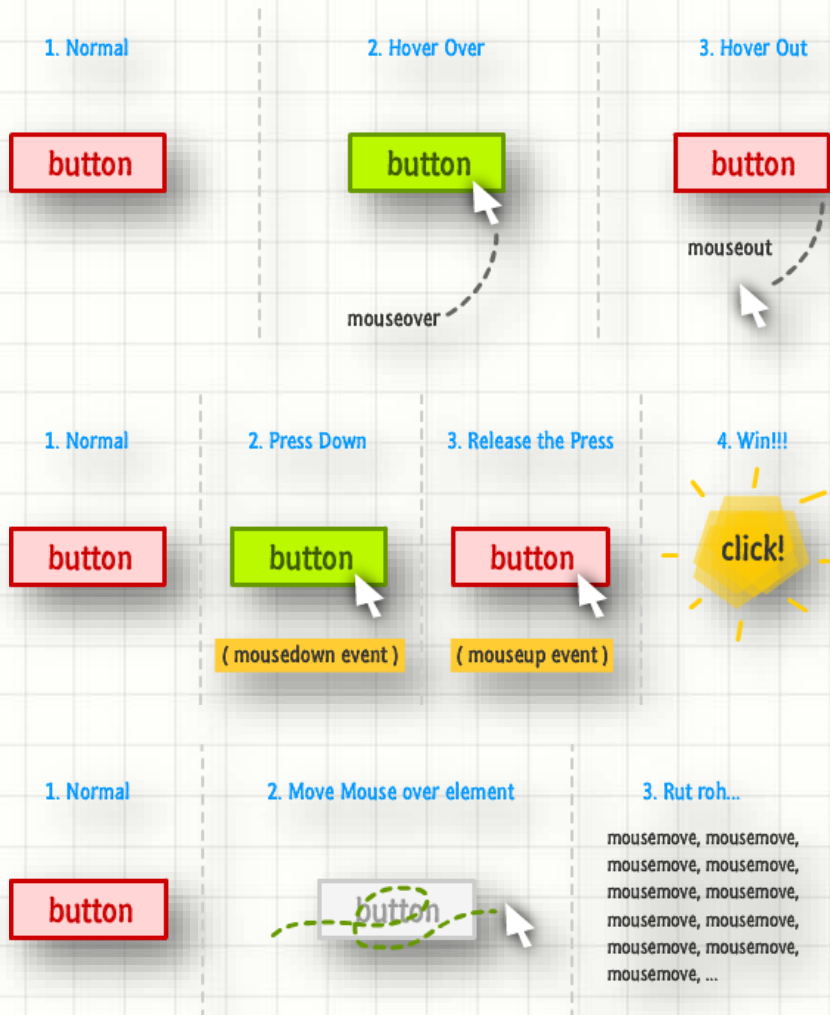 1. Normal
2. Hover Over
3. Hover Out
button
button
button
mouseout
mouseover
1. Normal
2. Press Down
3. Release the Press
4. Win!!!
button
button
button
click!
( mousedown event )
( mouseup event )
1. Normal
2. Move Mouse over element
3. Rut roh...
mousemove, mousemove,
mousemove, mousemove,
mousemove, mousemove,
mousemove, mousemove,
mousemove, mousemove,
mousemove, ...
button
button